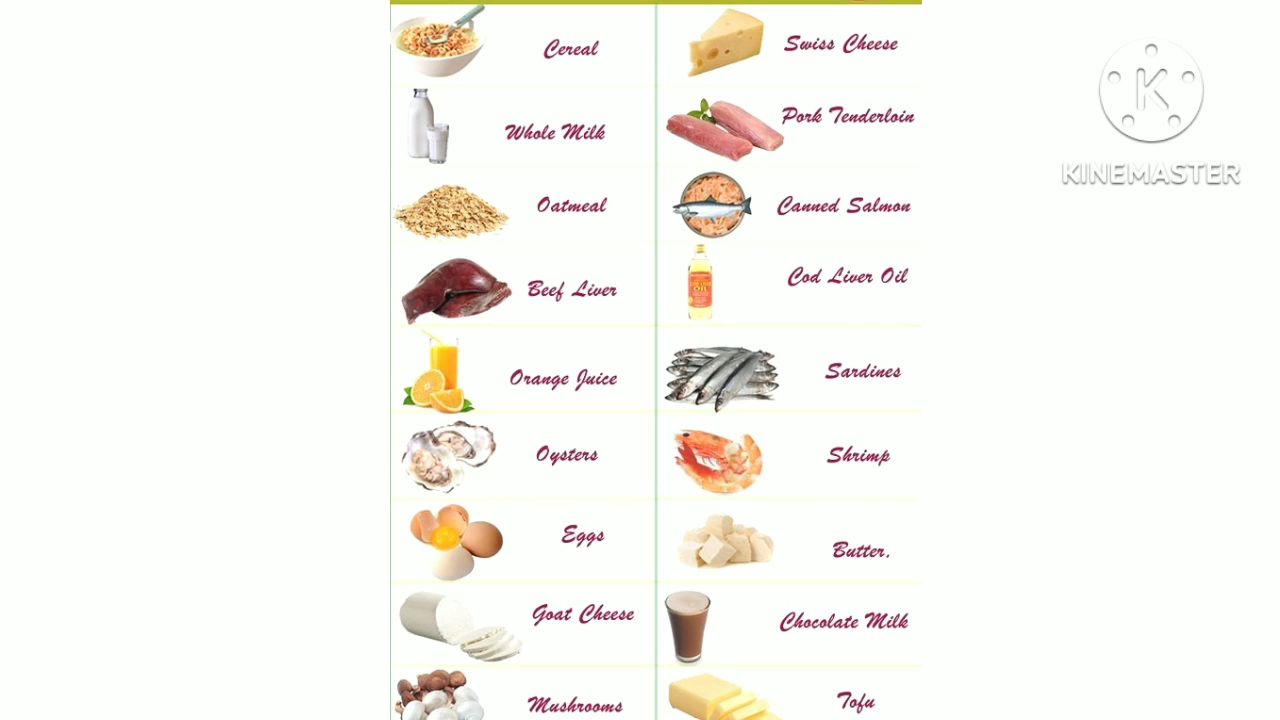 Cereal
Swiss Cheese
Whole Milk
Pork Tenderloin
Oatmeal
Canned Salmon
Beef Liver
Cod Liver Oil
OIL
Orange Juice
Sardines
Oysters
Shrimp
Eggs
Butter.
Goat Cheese
Chocolate Milk
Mushrooms
Tofu
K
KINEMASTER